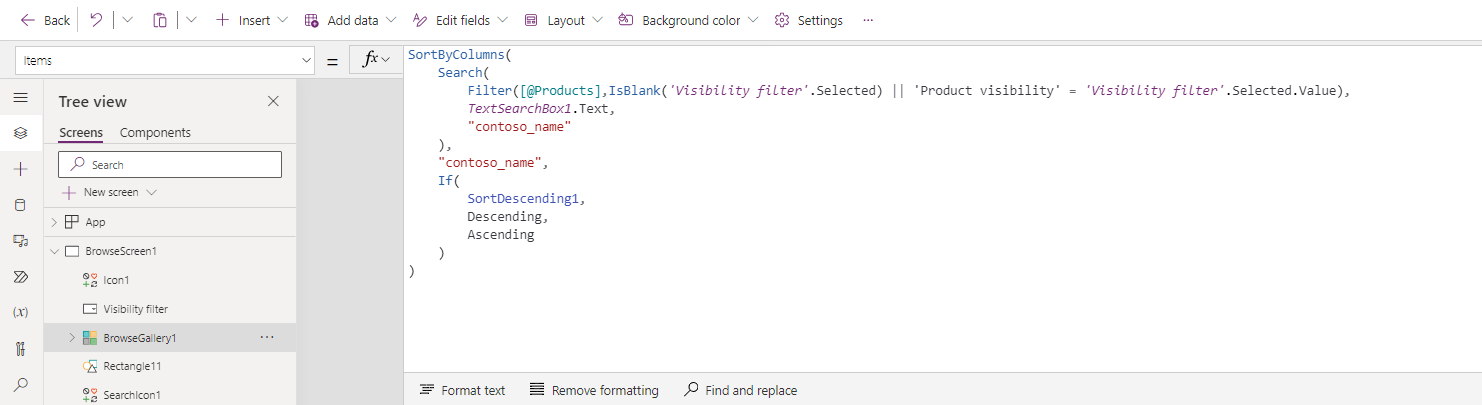 Back Insert Add data Edit fields Layout Background color Settings ...
Items = fx
SortByColumns(
Search(
Filter([@Products],IsBlank('Visibility filter'.Selected) || 'Product visibility' = 'Visibility filter'.Selected.Value),
TextSearchBox1.Text,
"contoso_name"
),
"contoso_name",
If(
SortDescending1,
Descending,
Ascending
)
)
Tree view
Screens Components
Search
New screen
App
BrowseScreen1
Icon1
Visibility filter
BrowseGallery1 ...
Rectangle11
SearchIcon1
(x)
Format text Remove formatting Find and replace